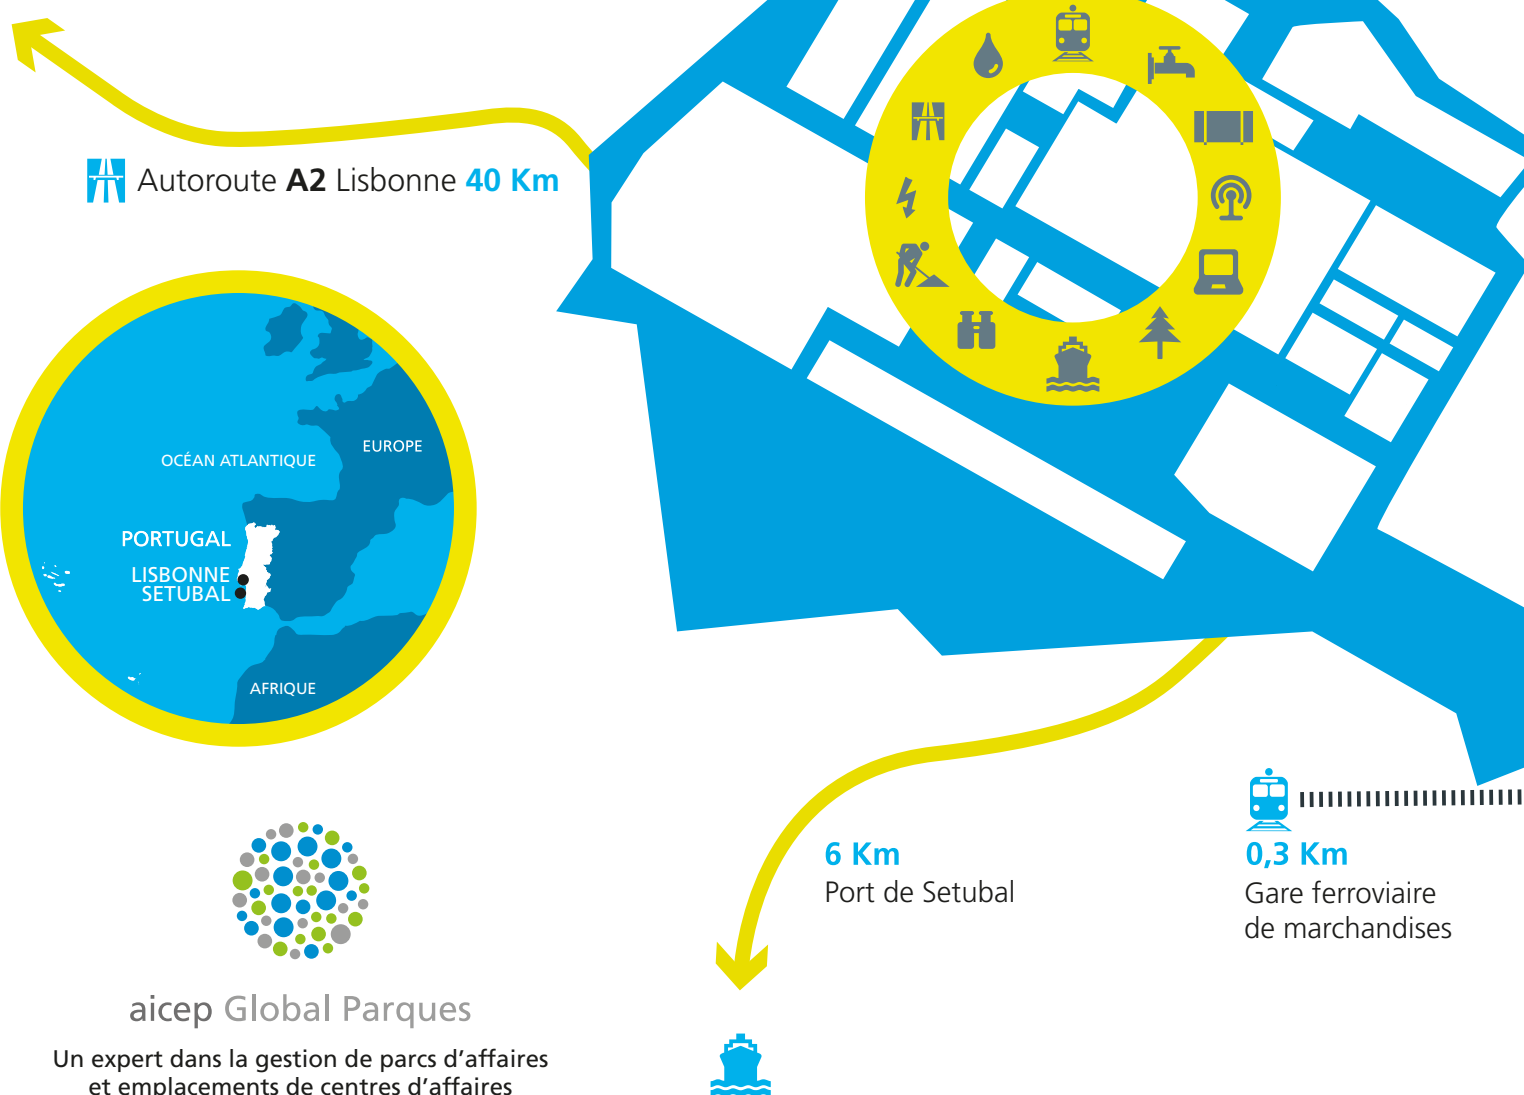 Autoroute A2 Lisbonne 40 Km
OCÉAN ATLANTIQUE
EUROPE
PORTUGAL
LISBONNE
SETUBAL
AFRIQUE
6 Km
Port de Setubal
0,3 Km
Gare ferroviaire
de marchandises
aicep Global Parques
Un expert dans la gestion de parcs d'affaires
et emplacements de centres d'affaires